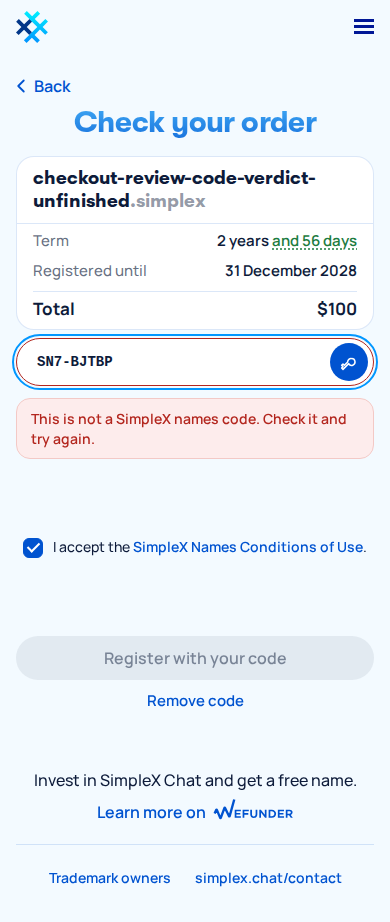 Back
Check your order
checkout-review-code-verdict-
unfinished.simplex
Term 2 years and 56 days
Registered until 31 December 2028
Total $100
SN7-BJTBP
This is not a SimpleX names code. Check it and
try again.
I accept the SimpleX Names Conditions of Use.
Register with your code
Remove code
Invest in SimpleX Chat and get a free name.
Learn more on WEFUNDER
Trademark owners simplex.chat/contact